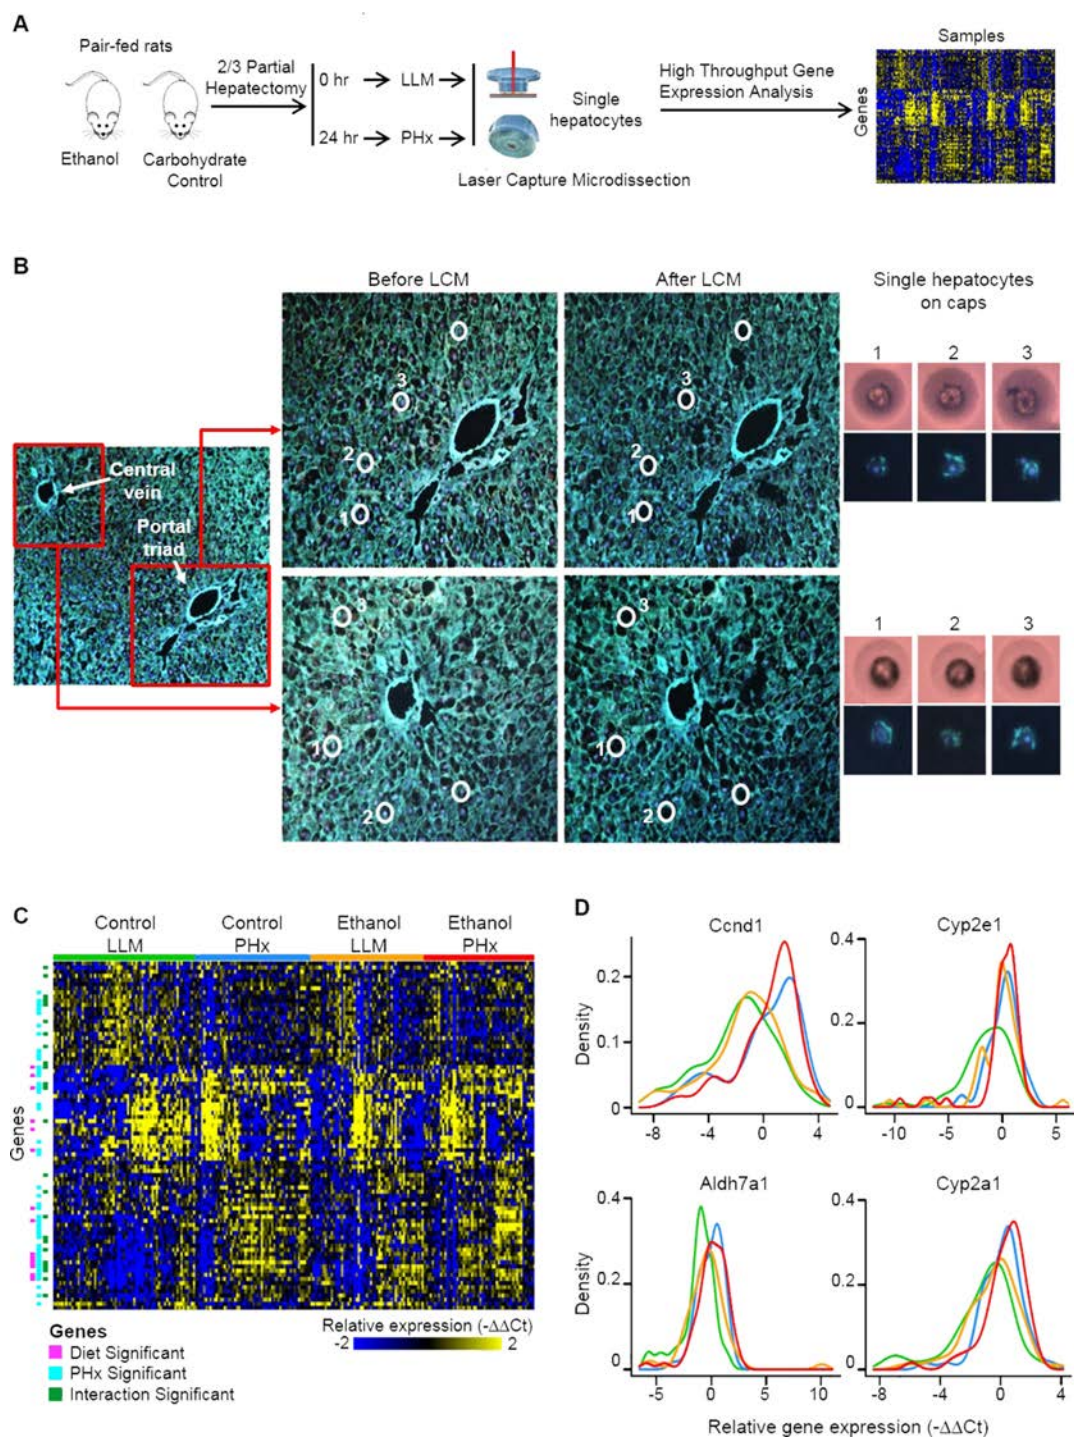 A
Pair-fed rats
Ethanol
Carbohydrate
Control
2/3 Partial
Hepatectomy
0 hr
LLM
24 hr
PHx
Single
hepatocytes
Laser Capture Microdissection
High Throughput Gene
Expression Analysis
Samples
Genes
B
Before LCM
After LCM
Single hepatocytes
on caps
Central
vein
Portal
triad
3
2
1
3
2
1
1 2 3
3
1
2
3
1
2
1 2 3
C
Control
LLM
Control
PHx
Ethanol
LLM
Ethanol
PHx
Genes
Relative expression (-ΔΔCt)
-2
2
Genes
Diet Significant
PHx Significant
Interaction Significant
D
Ccnd1
Density
0.2
0.1
0
-8 -4 0 4
Cyp2e1
0.4
0.2
0
-10 -5 0 5
Aldh7a1
Density
0.4
0.2
0
-5 0 5 10
Cyp2a1
0.4
0.2
0
-8 -4 0 4
Relative gene expression (-ΔΔCt)